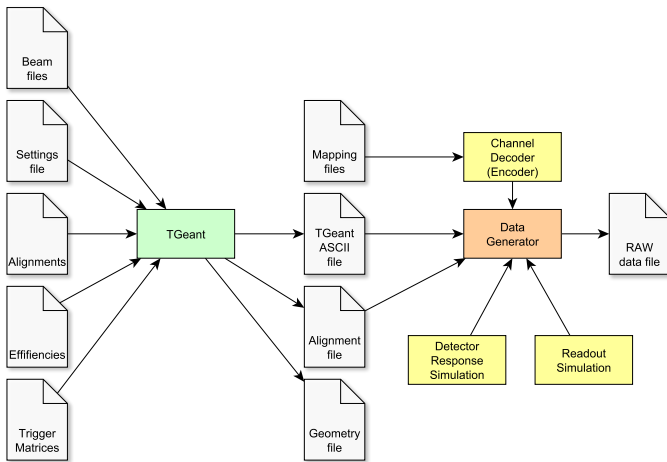 Beam
files
Settings
file
Alignments
Effifiencies
Trigger
Matrices
TGeant
Mapping
files
TGeant
ASCII
file
Alignment
file
Geometry
file
Channel
Decoder
(Encoder)
Data
Generator
Detector
Response
Simulation
Readout
Simulation
RAW
data file